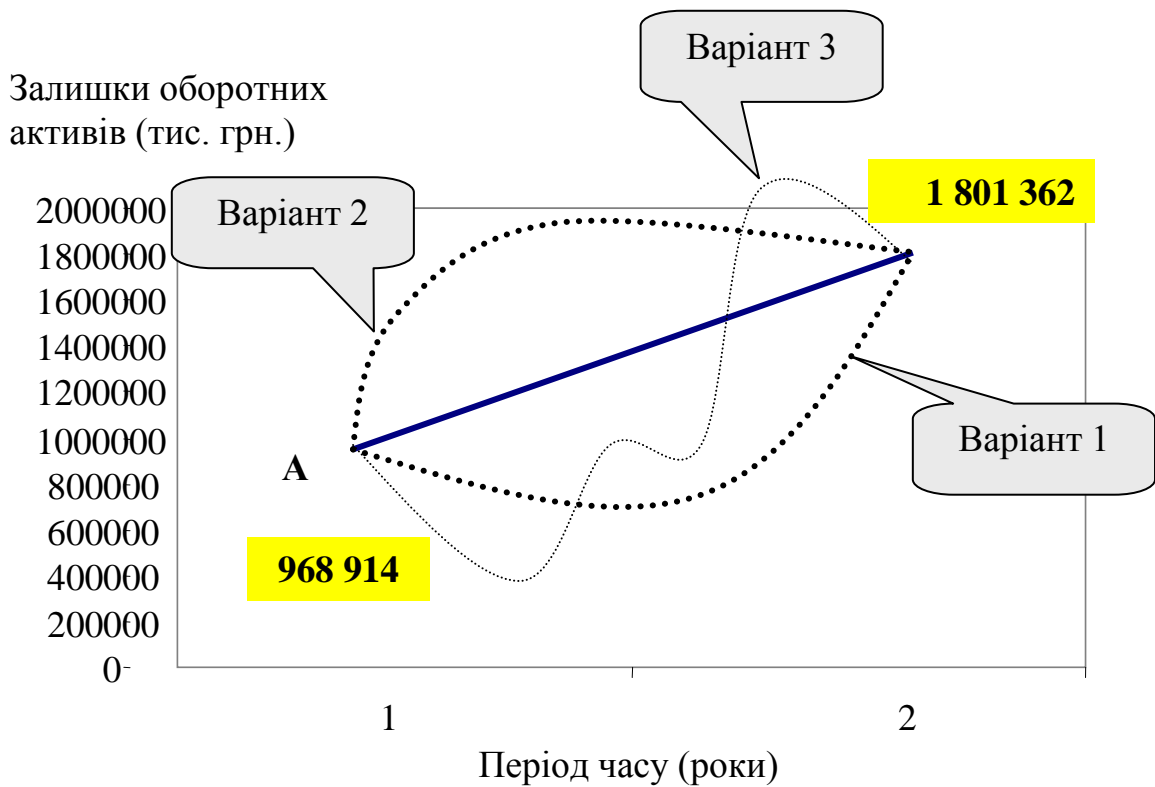 Варіант 3
Залишки оборотних
активів (тис. грн.)
1 801 362
Варіант 2
2000000
1800000
1600000
1400000
1200000
1000000
800000
600000
400000
200000
0
Варіант 1
А
968 914
1
2
Період часу (роки)